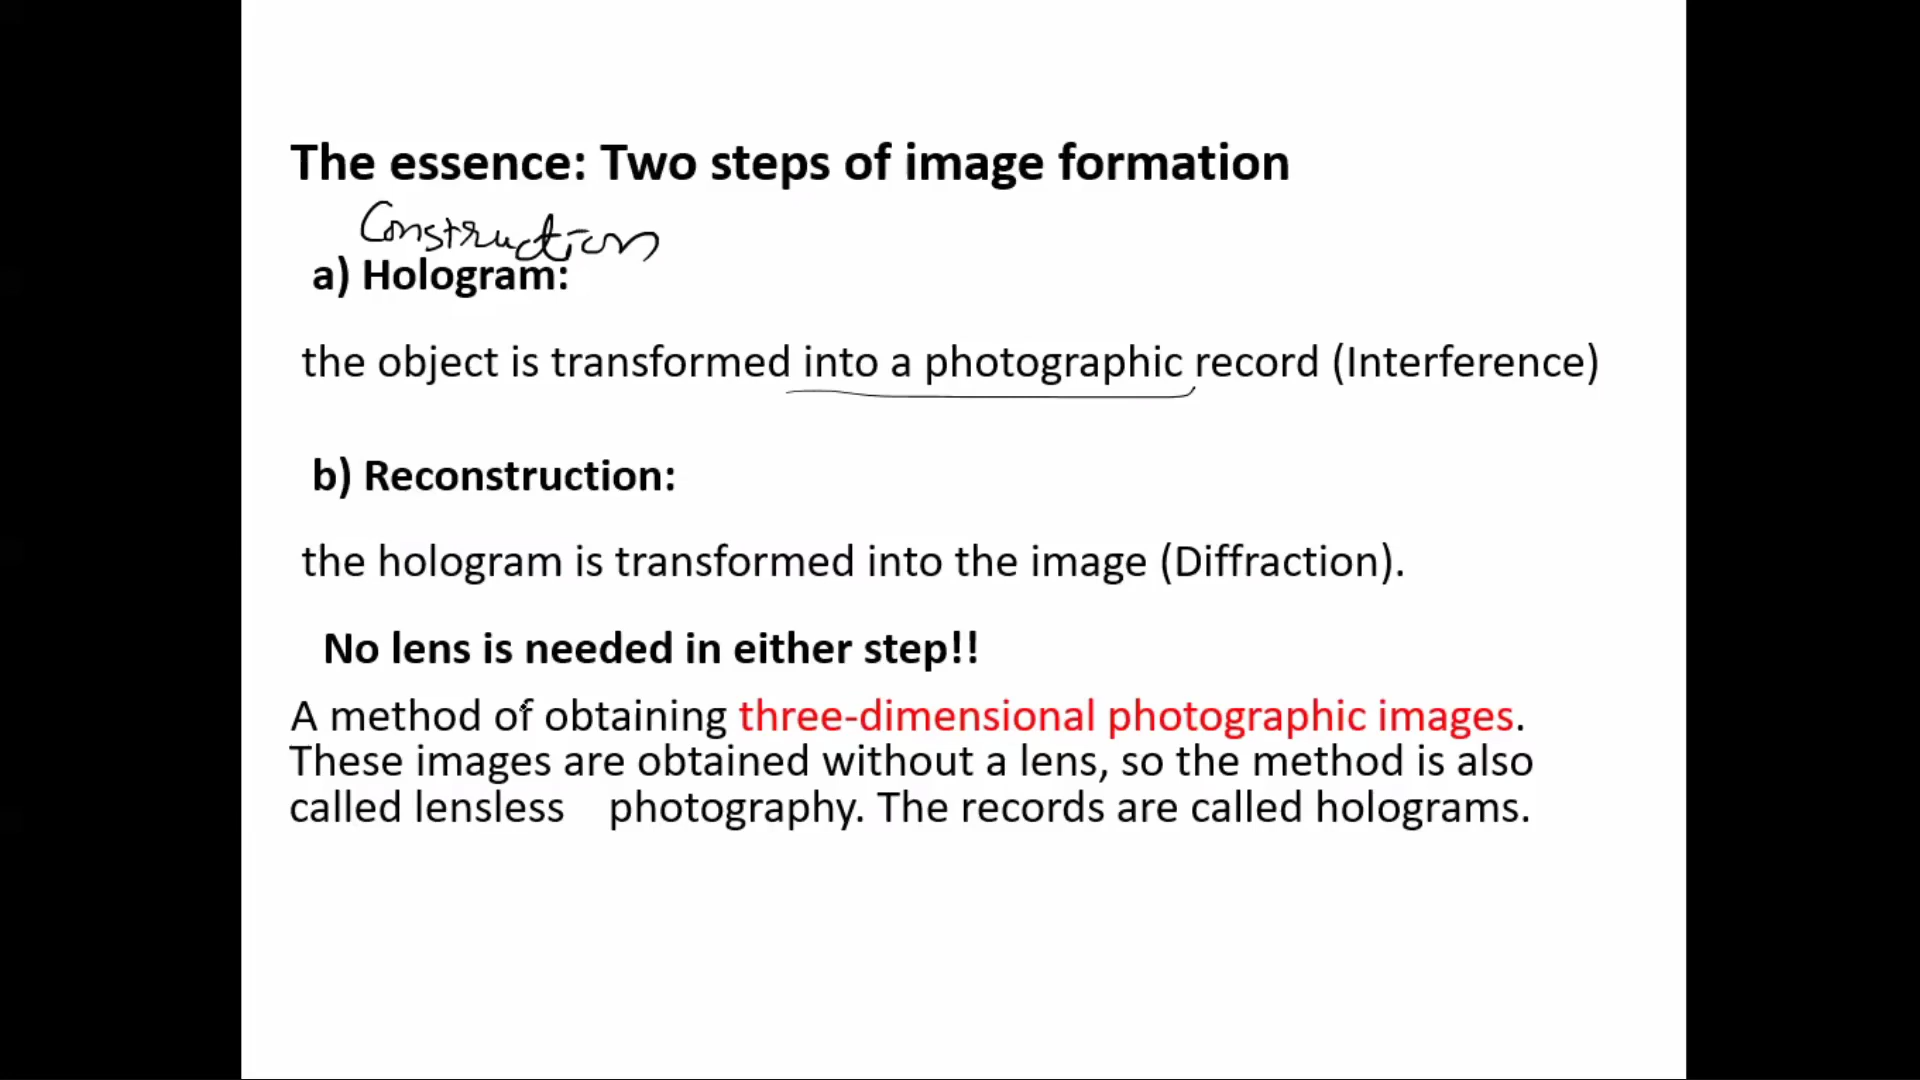 The essence: Two steps of image formation
Construction
a) Hologram:
the object is transformed into a photographic record (Interference)
b) Reconstruction:
the hologram is transformed into the image (Diffraction).
No lens is needed in either step!!
A method of obtaining three-dimensional photographic images.
These images are obtained without a lens, so the method is also
called lensless photography. The records are called holograms.